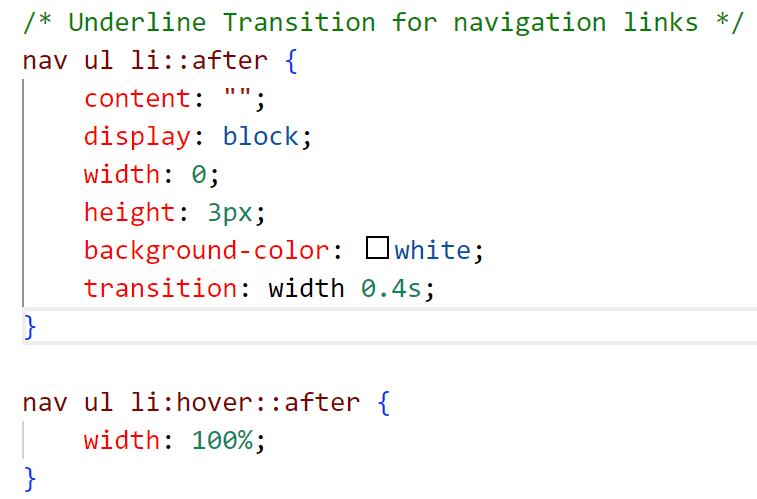 /* Underline Transition for navigation links */
nav ul li::after {
    content: "";
    display: block;
    width: 0;
    height: 3px;
    background-color: white;
    transition: width 0.4s;
}

nav ul li:hover::after {
    width: 100%;
}